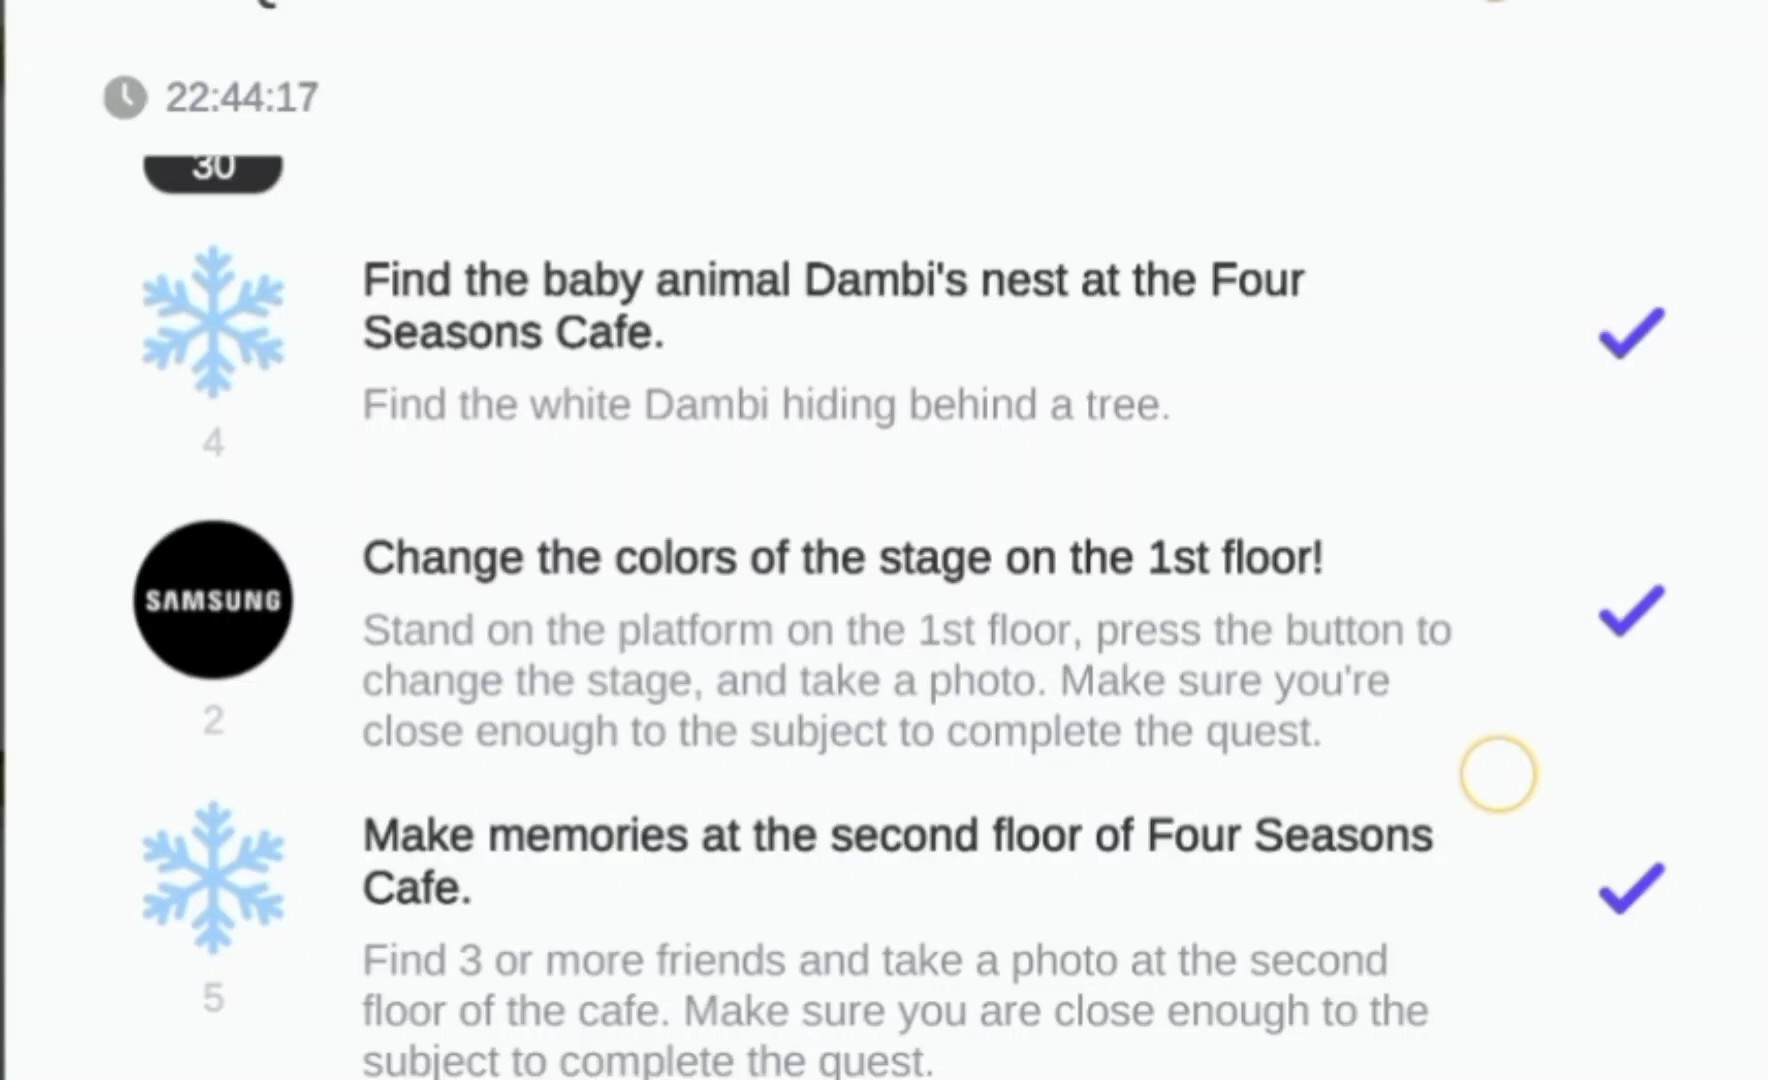 22:44:17
30
Find the baby animal Dambi's nest at the Four
Seasons Cafe.
Find the white Dambi hiding behind a tree.
4
Change the colors of the stage on the 1st floor!
SAMSUNG
Stand on the platform on the 1st floor, press the button to
change the stage, and take a photo. Make sure you're
close enough to the subject to complete the quest.
2
Make memories at the second floor of Four Seasons
Cafe.
Find 3 or more friends and take a photo at the second
5
floor of the cafe. Make sure you are close enough to the
subject to complete the quest.